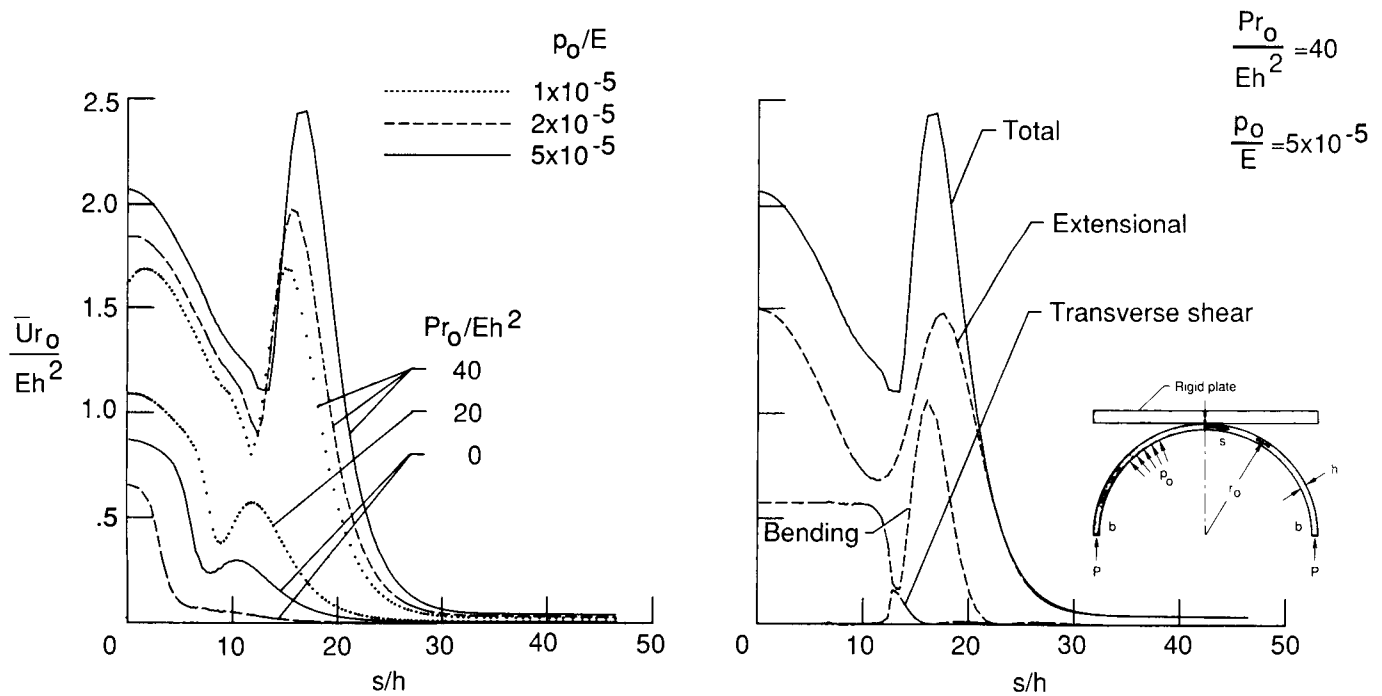 p₀/E
1x10⁻⁵
2x10⁻⁵
5x10⁻⁵
2.5
2.0
1.5
1.0
.5
Ūr₀
Eh²
Pr₀/Eh²
40
20
0
0 10 20 30 40 50
s/h
Pr₀
Eh² =40
p₀
E =5x10⁻⁵
Total
Extensional
Transverse shear
Bending
Rigid plate
s
p₀
r₀
h
b b
P P
0 10 20 30 40 50
s/h